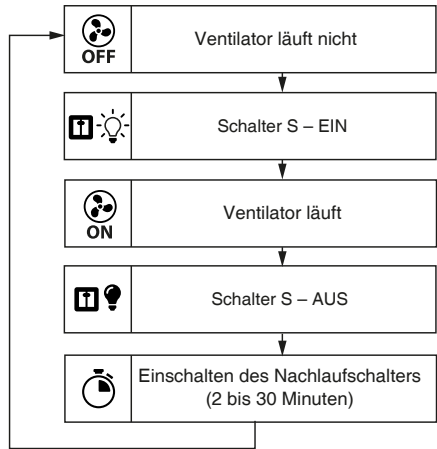 OFF
Ventilator läuft nicht
Schalter S – EIN
ON
Ventilator läuft
Schalter S – AUS
Einschalten des Nachlaufschalters
(2 bis 30 Minuten)